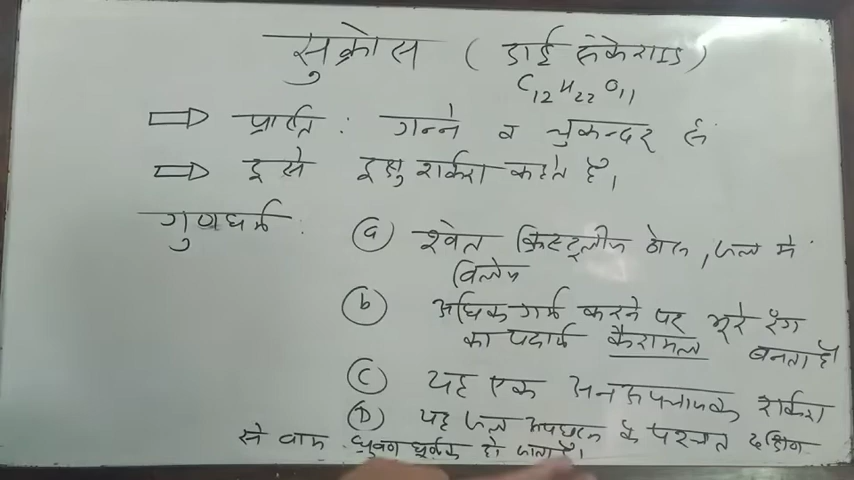 सुक्रोस ( डाई सैकेराइड )
C12H22O11
⇒ प्राप्ति : गन्ने व चुकन्दर से
⇒ इसे इक्षु शर्करा कहते है।
गुणधर्म :
(a) श्वेत क्रिस्टलीय ठोस , जल मे
विलेय
(b) अधिक गर्म करने पर भूरे रंग
का पदार्थ कैरामल बनता है
(C) यह एक अनअपचायक शर्करा
(D) यह जल अपघटन के पश्चात दक्षिण
से वाम ध्रुवण घूर्णक हो जाता है।